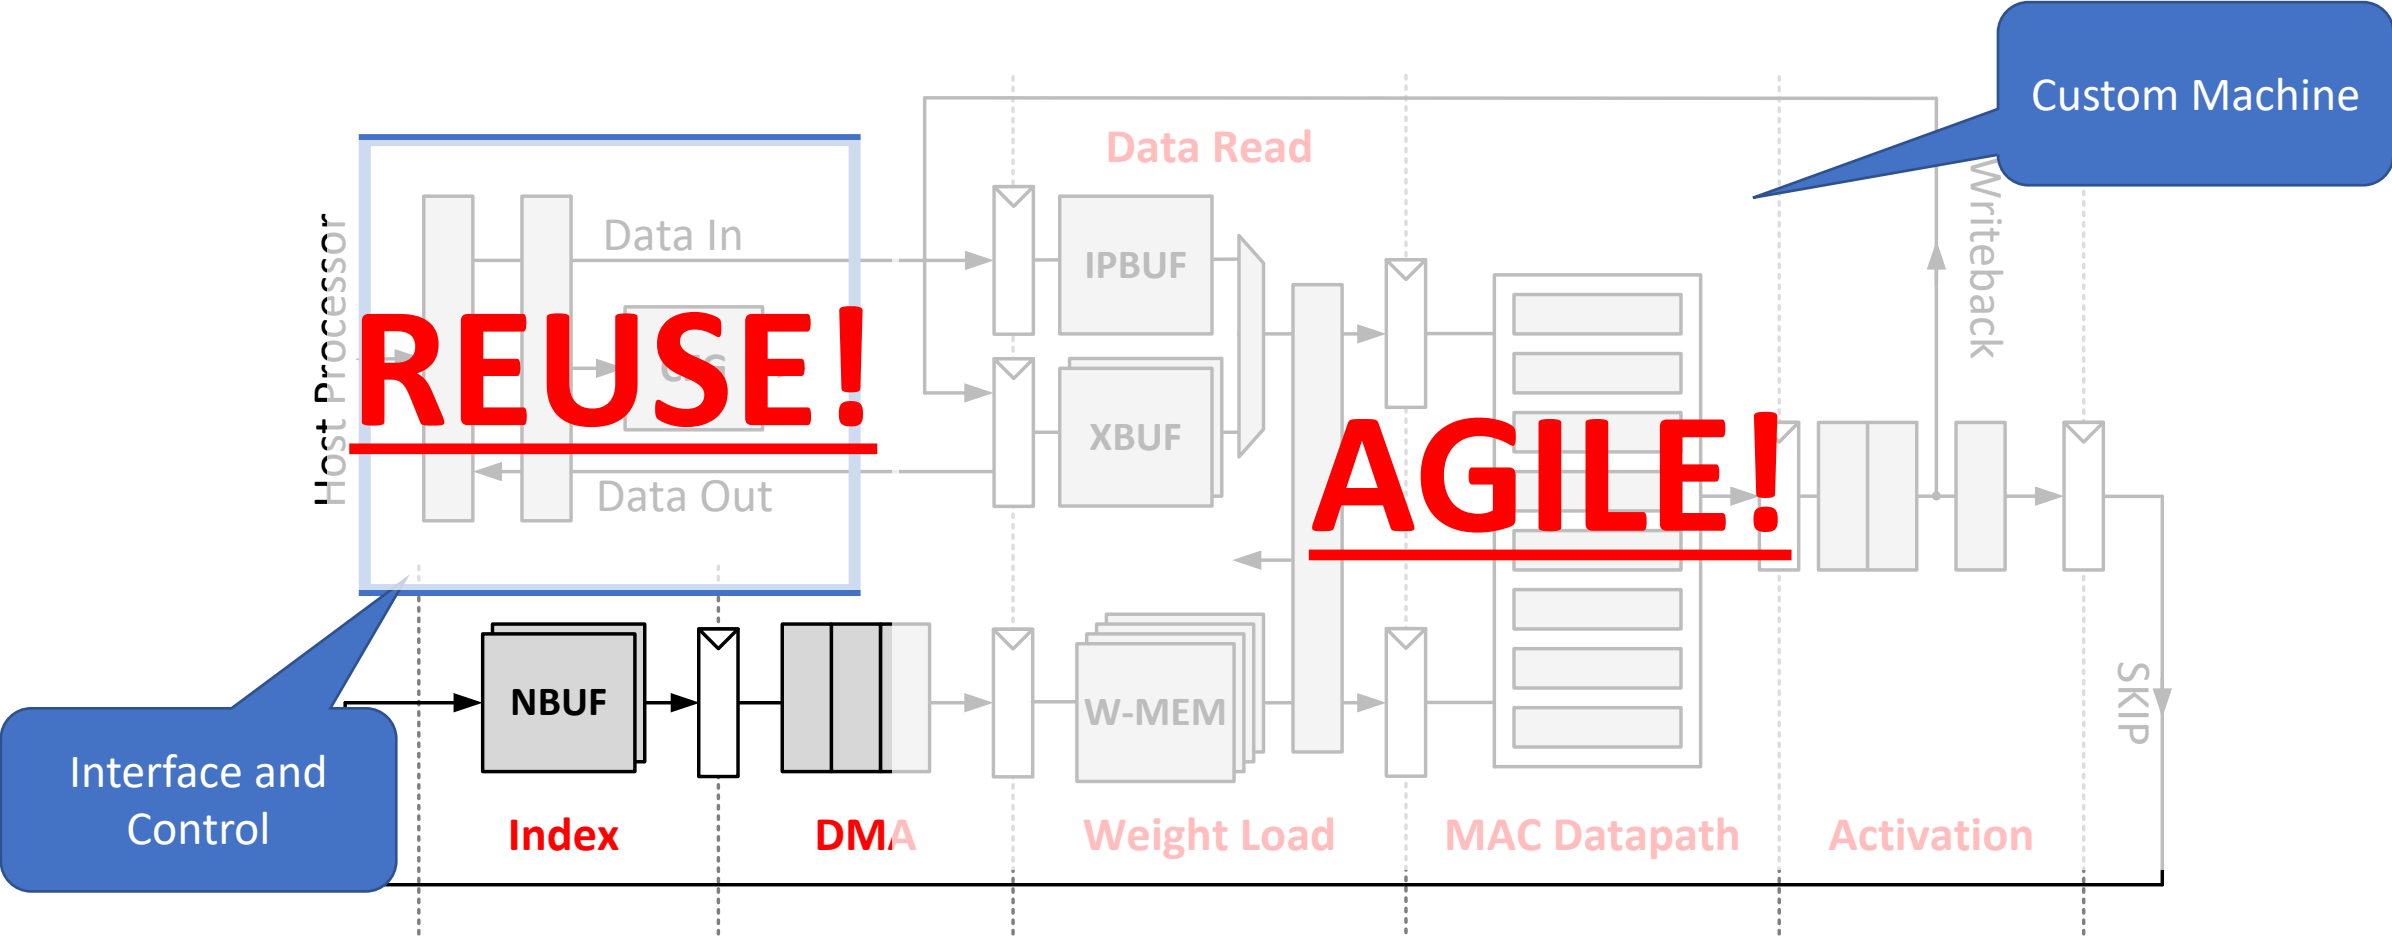 Custom Machine
Data Read
Host Processor
Data In
IPBUF
Writeback
REUSE!
XBUF
AGILE!
Data Out
NBUF
W-MEM
SKIP
Interface and
Control
Index
DMA
Weight Load
MAC Datapath
Activation